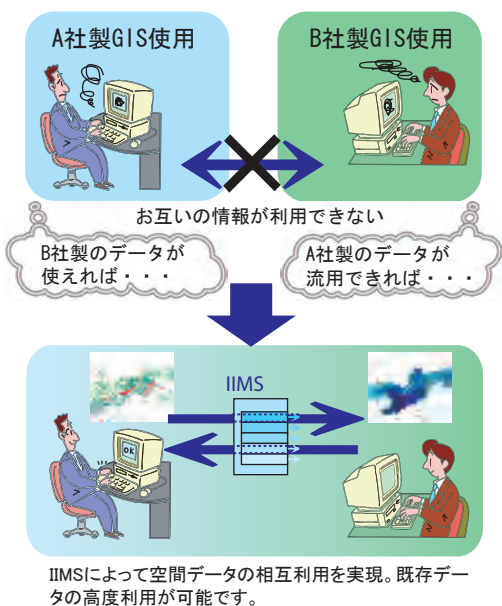 A社製GIS使用
B社製GIS使用
お互いの情報が利用できない
B社製のデータが
使えれば・・・
A社製のデータが
流用できれば・・・
IIMS
OK
IIMSによって空間データの相互利用を実現。既存デー
タの高度利用が可能です。